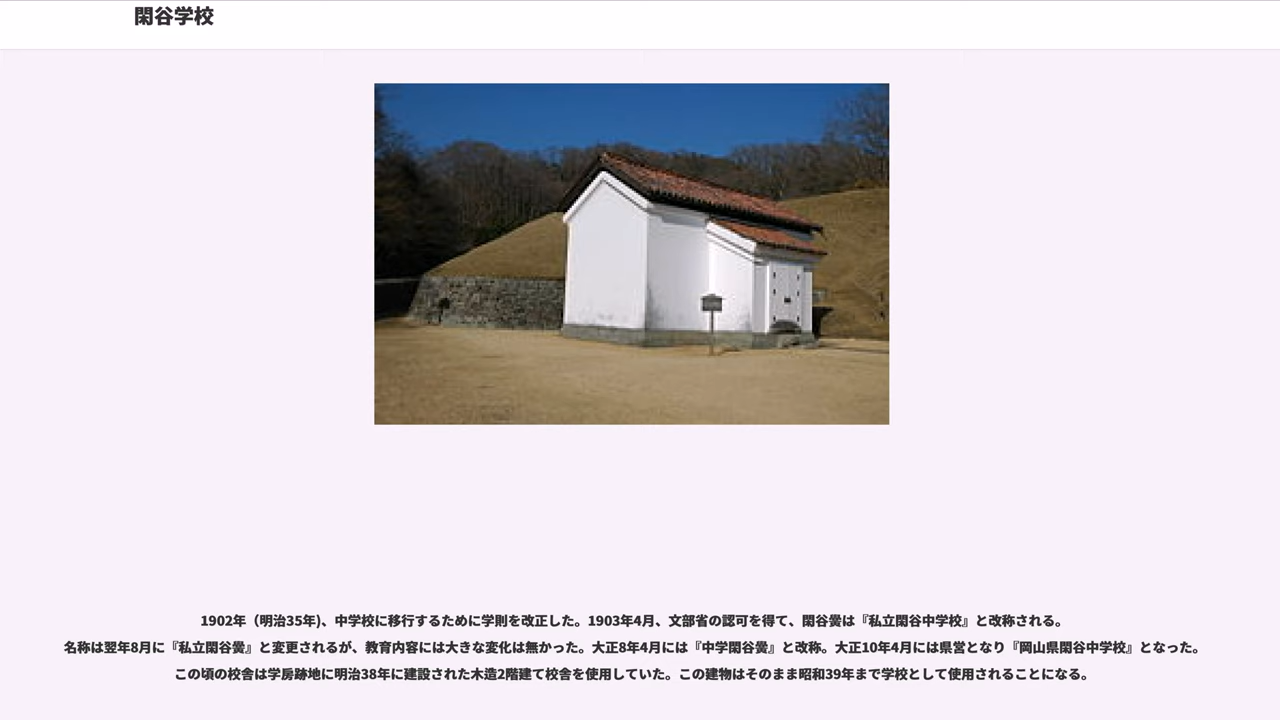 閑谷学校
1902年（明治35年)、中学校に移行するために学則を改正した。1903年4月、文部省の認可を得て、閑谷黌は『私立閑谷中学校』と改称される。
名称は翌年8月に『私立閑谷黌』と変更されるが、教育内容には大きな変化は無かった。大正8年4月には『中学閑谷黌』と改称。大正10年4月には県営となり『岡山県閑谷中学校』となった。
この頃の校舎は学房跡地に明治38年に建設された木造2階建て校舎を使用していた。この建物はそのまま昭和39年まで学校として使用されることになる。